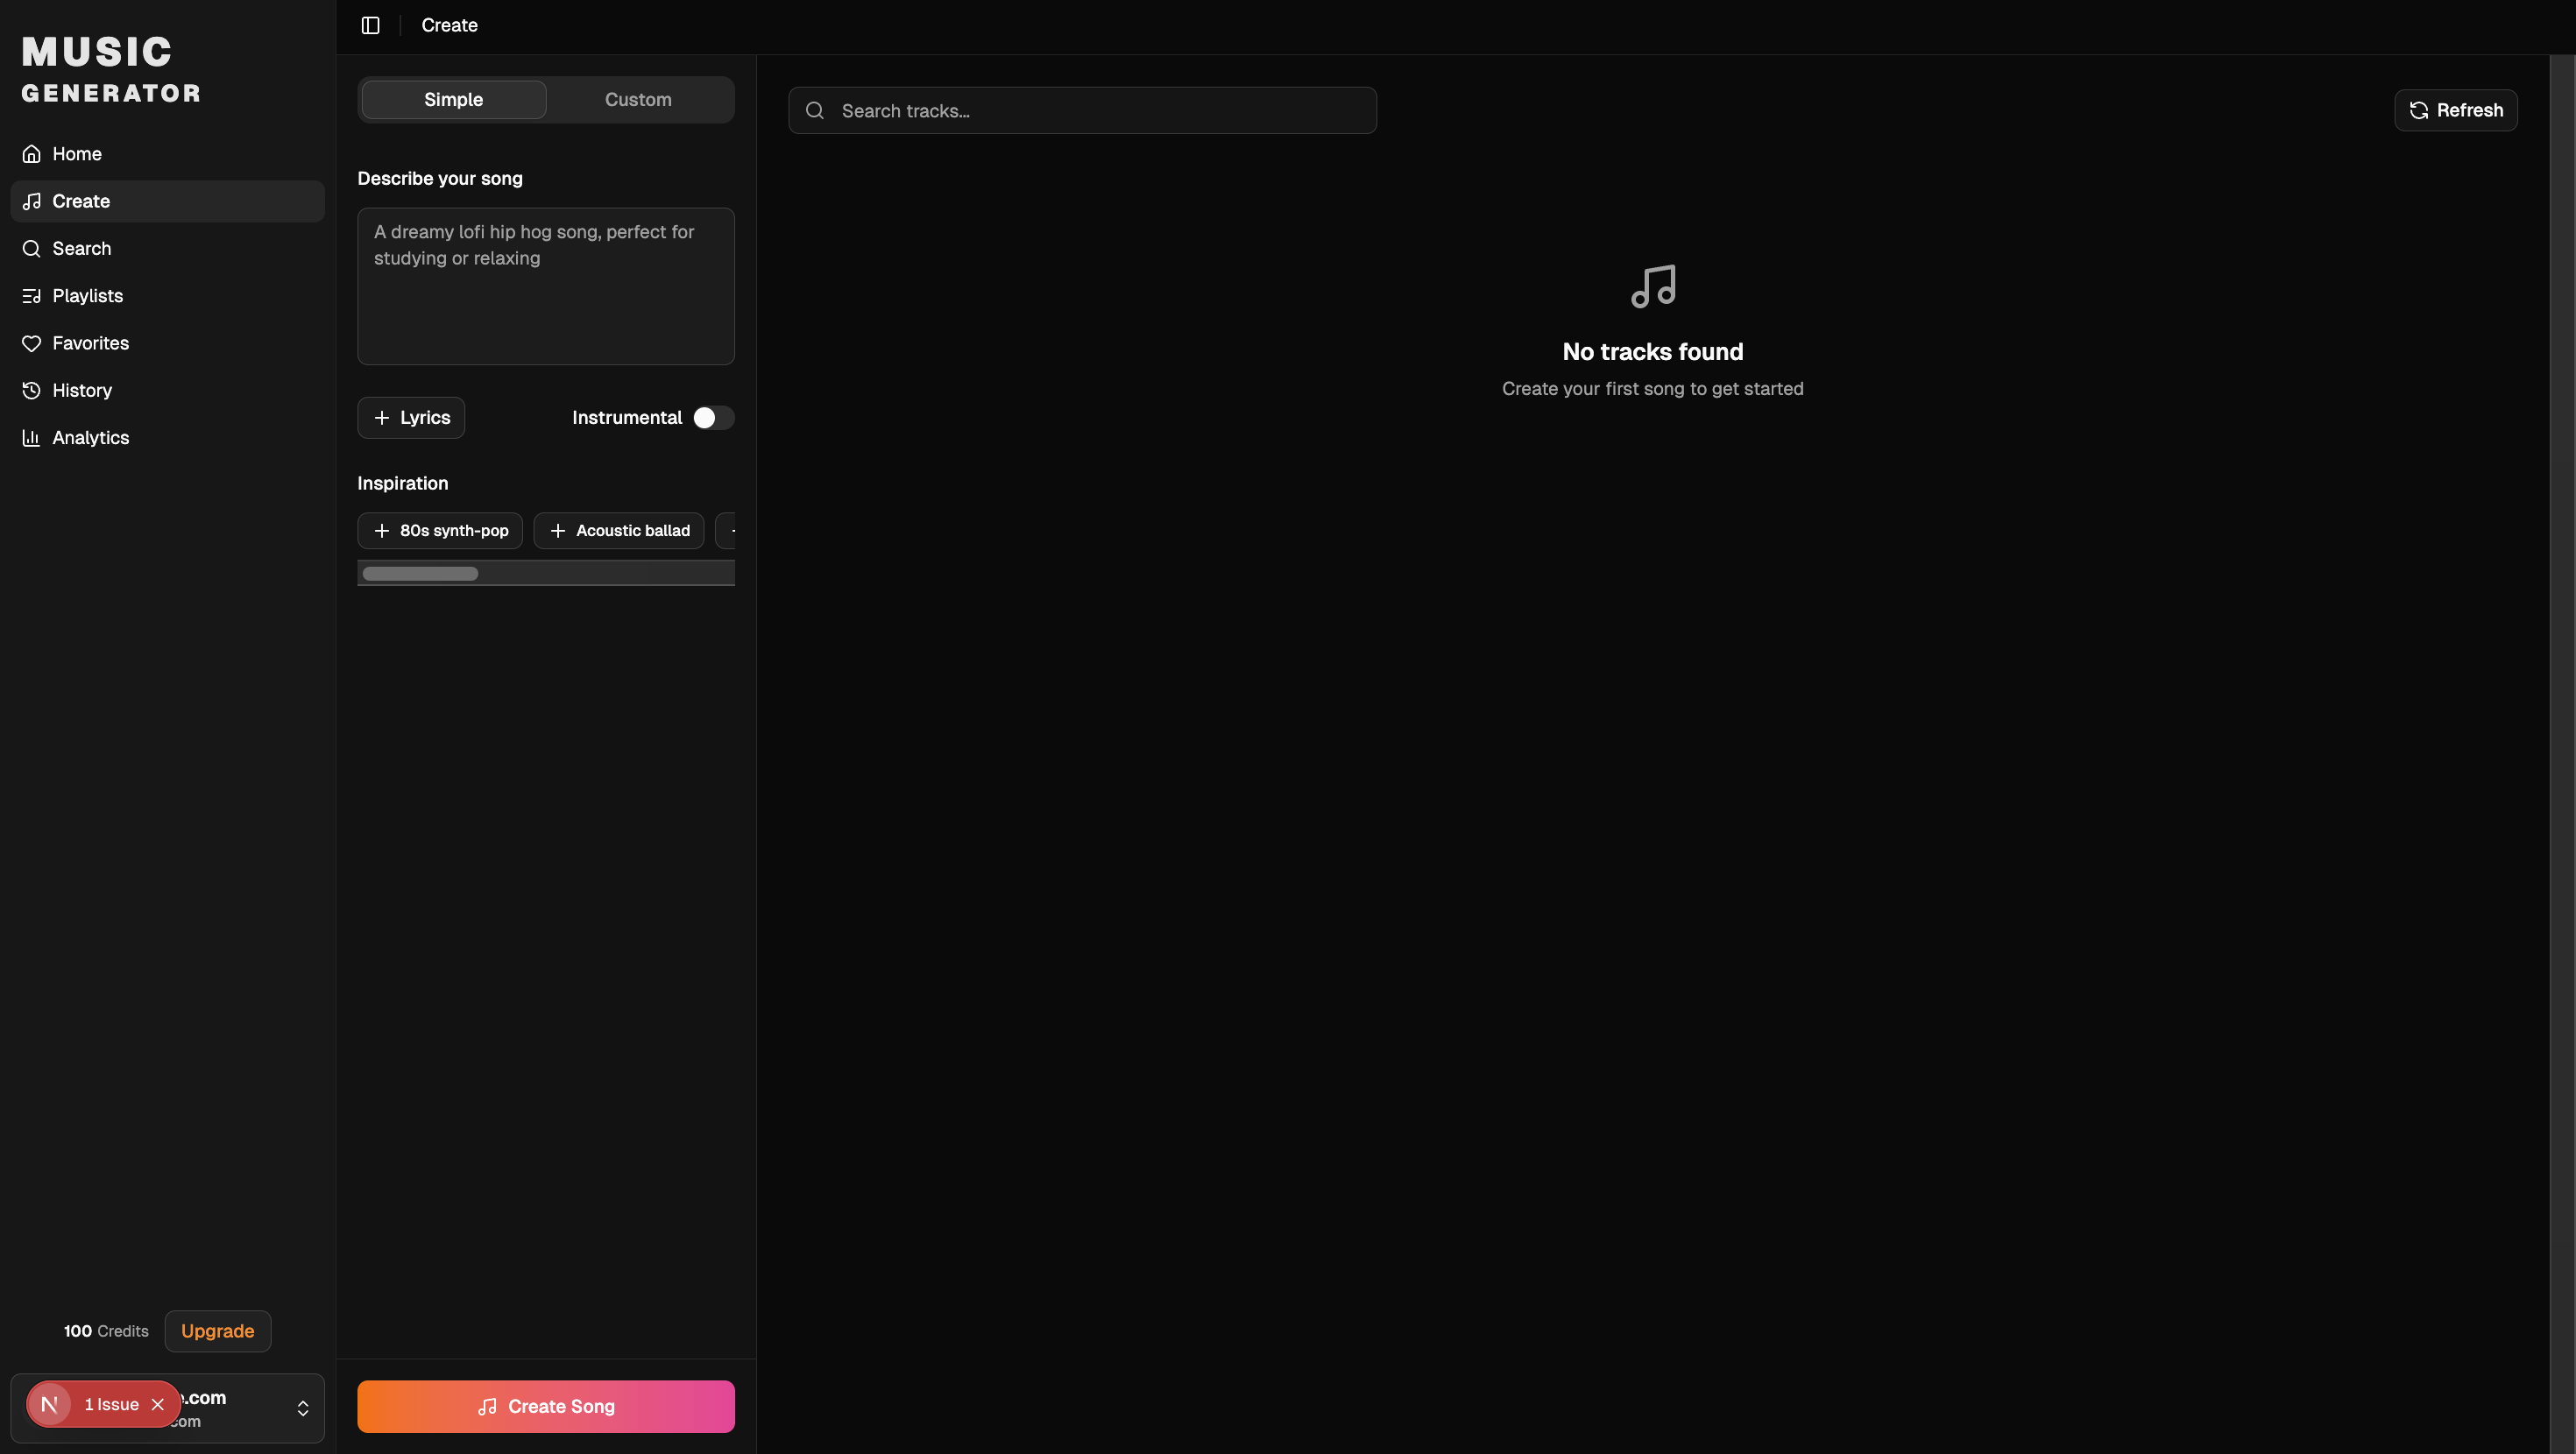 MUSIC
GENERATOR
Home
Create
Search
Playlists
Favorites
History
Analytics
100 Credits
Upgrade
N
1 Issue
.com
com
Create
Simple
Custom
Describe your song
A dreamy lofi hip hog song, perfect for
studying or relaxing
Lyrics
Instrumental
Inspiration
80s synth-pop
Acoustic ballad
Create Song
Search tracks...
Refresh
No tracks found
Create your first song to get started